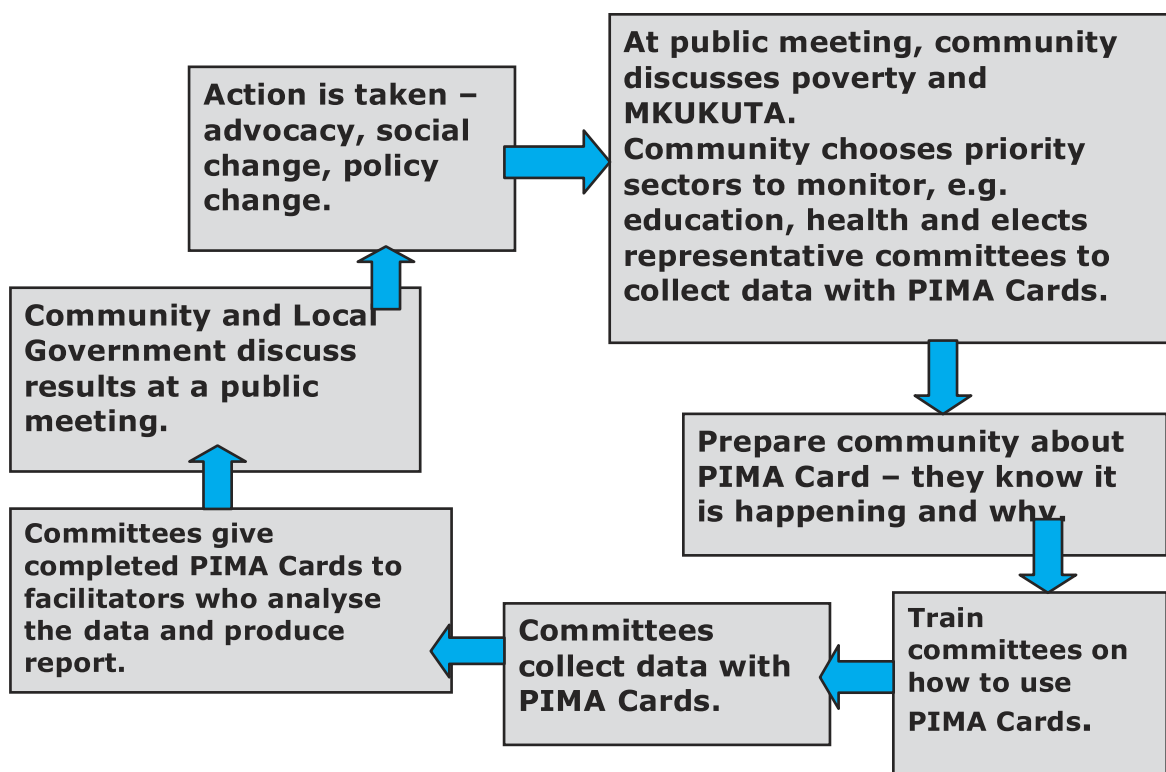 Action is taken –
advocacy, social
change, policy
change.
At public meeting, community
discusses poverty and
MKUKUTA.
Community chooses priority
sectors to monitor, e.g.
education, health and elects
representative committees to
collect data with PIMA Cards.
Prepare community about
PIMA Card – they know it
is happening and why.
Train
committees on
how to use
PIMA Cards.
Committees
collect data with
PIMA Cards.
Committees give
completed PIMA Cards to
facilitators who analyse
the data and produce
report.
Community and Local
Government discuss
results at a public
meeting.